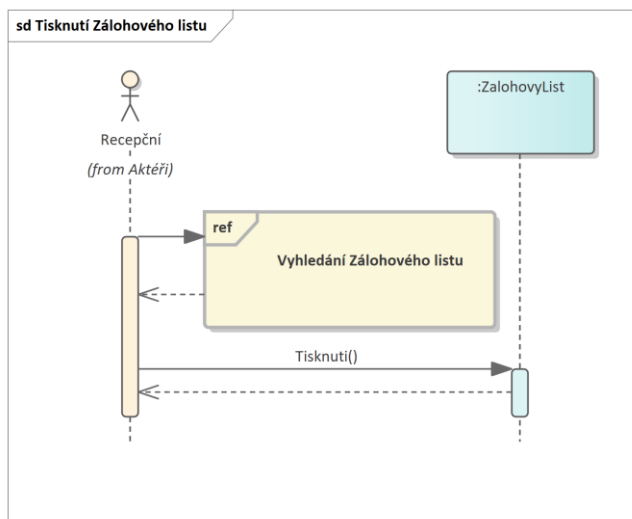 sd Tisknutí Zálohového listu
:ZalohovyList
Recepční
(from Aktéři)
ref
Vyhledání Zálohového listu
Tisknuti()